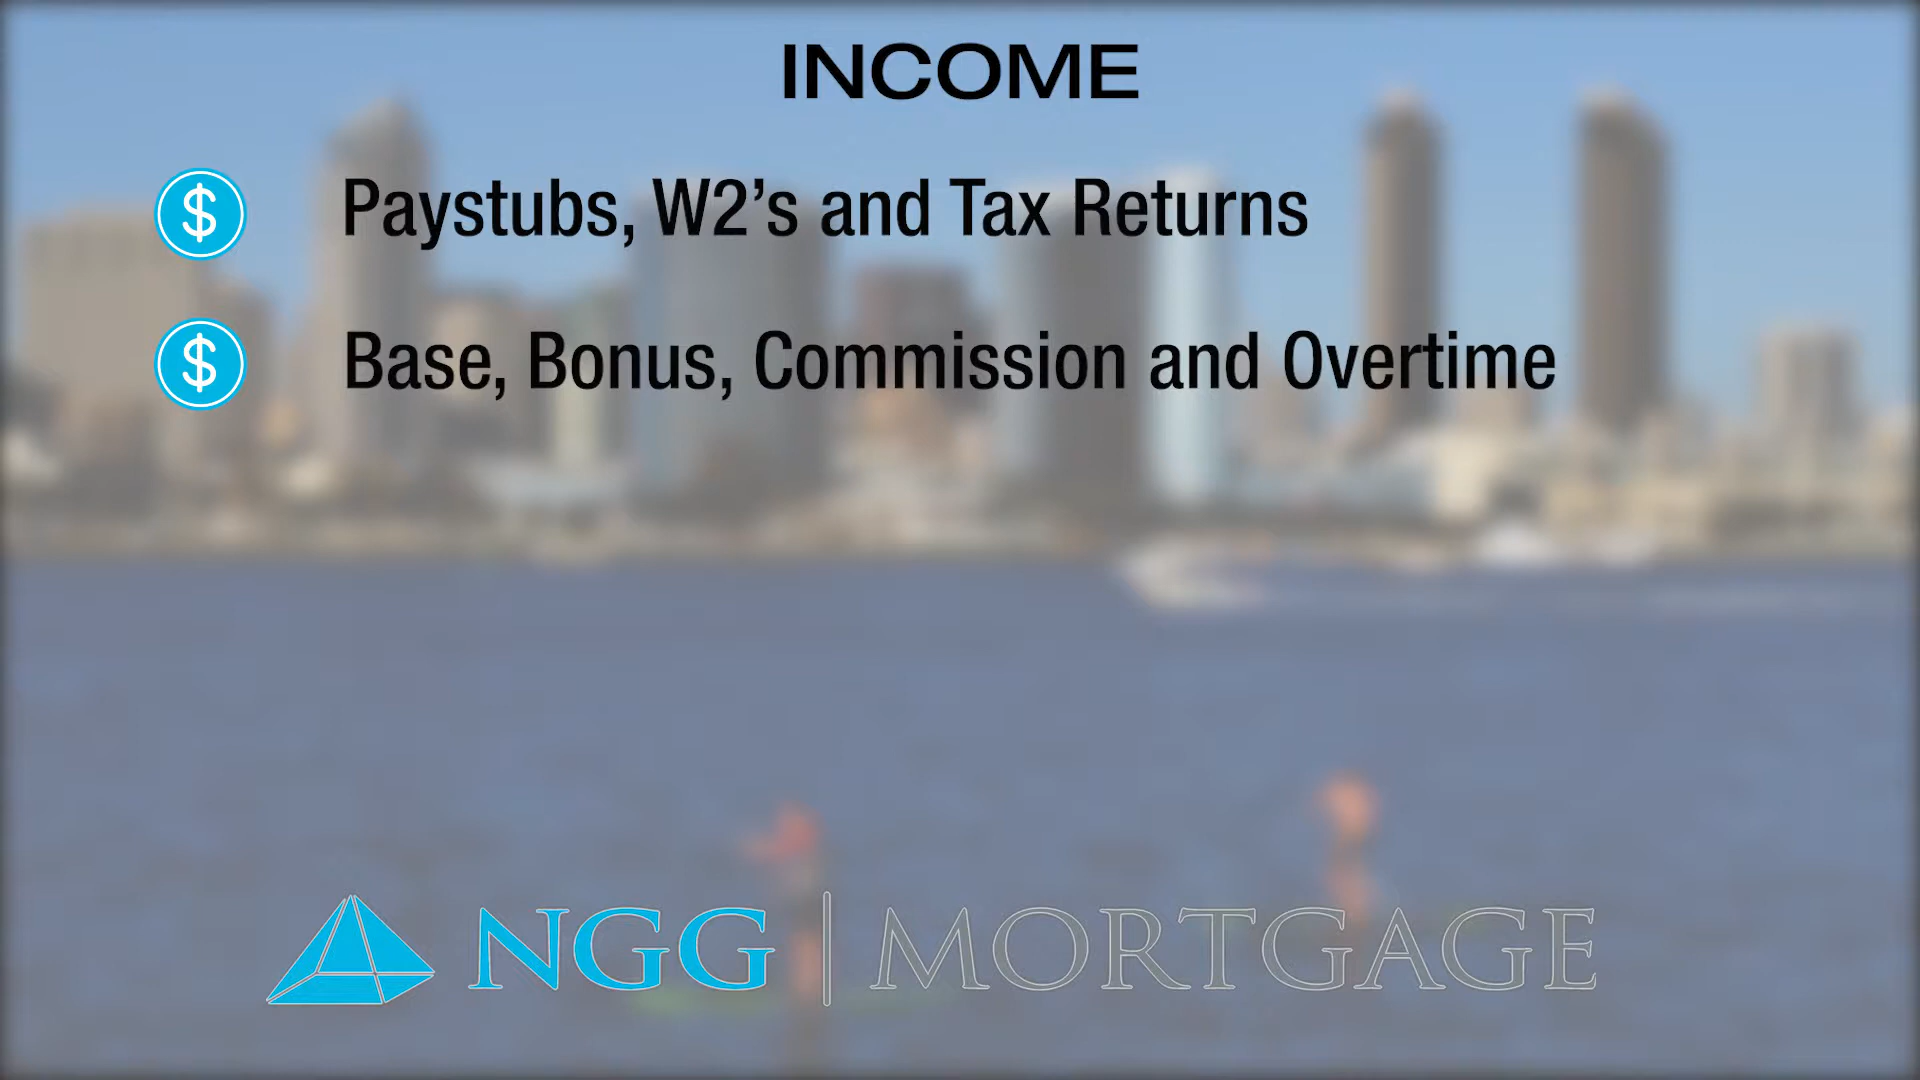 INCOME
$ Paystubs, W2’s and Tax Returns
$ Base, Bonus, Commission and Overtime
NGG | MORTGAGE